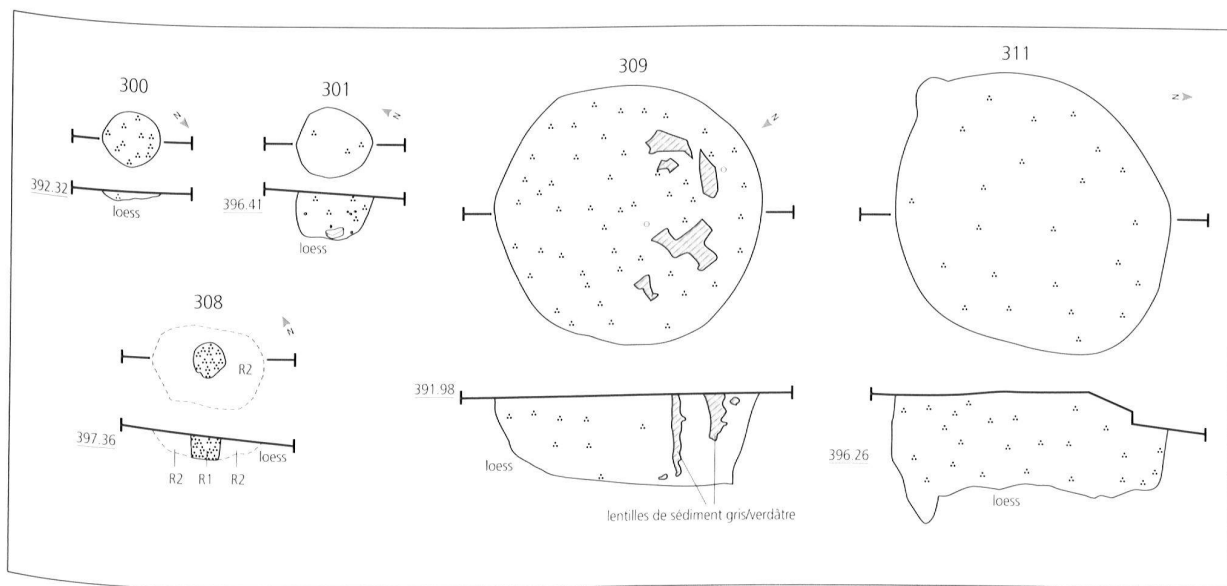 300
N
392.32
loess
301
N
396.41
loess
308
N
R2
397.36
loess
R2 R1 R2
309
N
391.98
loess
lentilles de sédiment gris/verdâtre
311
N
396.26
loess